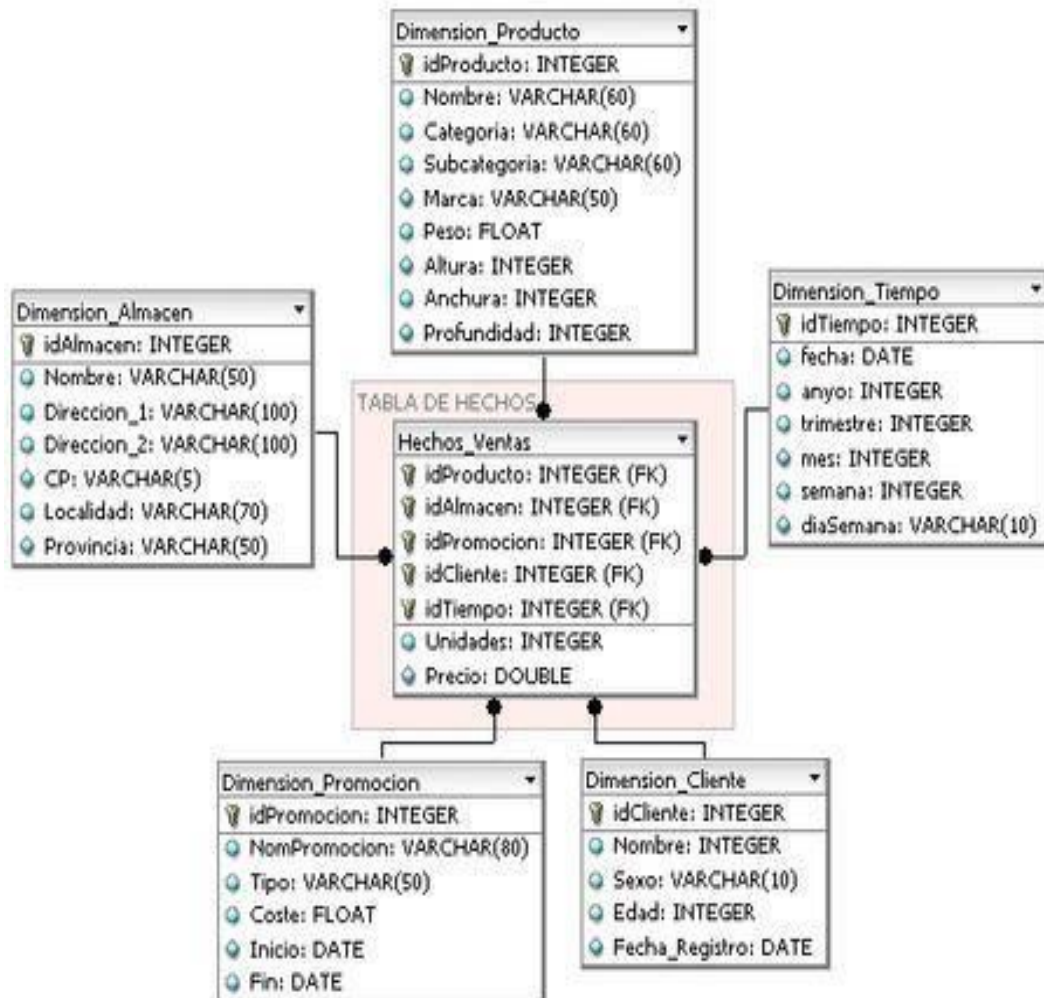 Dimension_Producto
idProducto: INTEGER
Nombre: VARCHAR(60)
Categoria: VARCHAR(60)
Subcategoria: VARCHAR(60)
Marca: VARCHAR(50)
Peso: FLOAT
Altura: INTEGER
Anchura: INTEGER
Profundidad: INTEGER
Dimension_Almacen
idAlmacen: INTEGER
Nombre: VARCHAR(50)
Direccion_1: VARCHAR(100)
Direccion_2: VARCHAR(100)
CP: VARCHAR(5)
Localidad: VARCHAR(70)
Provincia: VARCHAR(50)
TABLA DE HECHOS
Hechos_Ventas
idProducto: INTEGER (FK)
idAlmacen: INTEGER (FK)
idPromocion: INTEGER (FK)
idCliente: INTEGER (FK)
idTiempo: INTEGER (FK)
Unidades: INTEGER
Precio: DOUBLE
Dimension_Tiempo
idTiempo: INTEGER
fecha: DATE
anyo: INTEGER
trimestre: INTEGER
mes: INTEGER
semana: INTEGER
diaSemana: VARCHAR(10)
Dimension_Promocion
idPromocion: INTEGER
NomPromocion: VARCHAR(80)
Tipo: VARCHAR(50)
Coste: FLOAT
Inicio: DATE
Fin: DATE
Dimension_Cliente
idCliente: INTEGER
Nombre: INTEGER
Sexo: VARCHAR(10)
Edad: INTEGER
Fecha_Registro: DATE